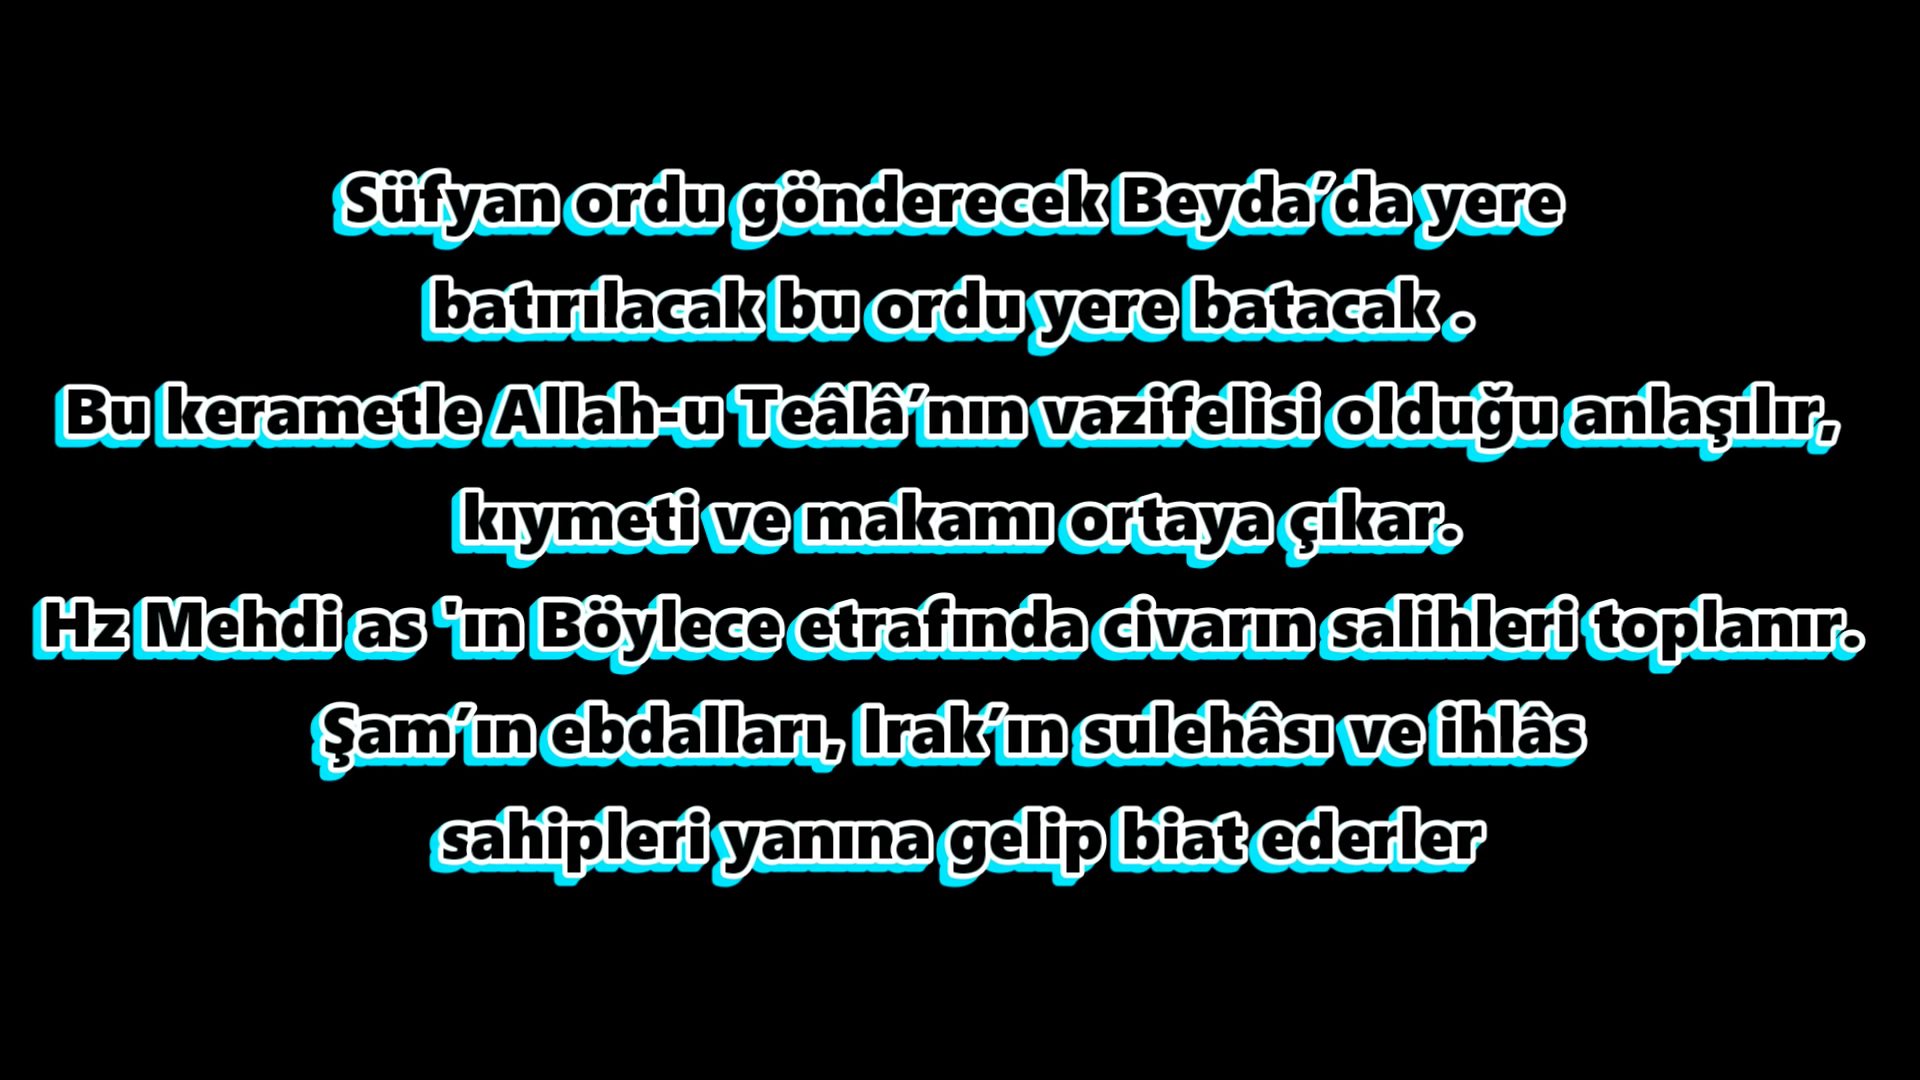 Süfyan ordu gönderecek Beyda’da yere
batırılacak bu ordu yere batacak .
Bu kerametle Allah-u Teâlâ’nın vazifelisi olduğu anlaşılır,
kıymeti ve makamı ortaya çıkar.
Hz Mehdi as 'ın Böylece etrafında civarın salihleri toplanır.
Şam’ın ebdalları, Irak’ın sulehâsı ve ihlâs
sahipleri yanına gelip biat ederler